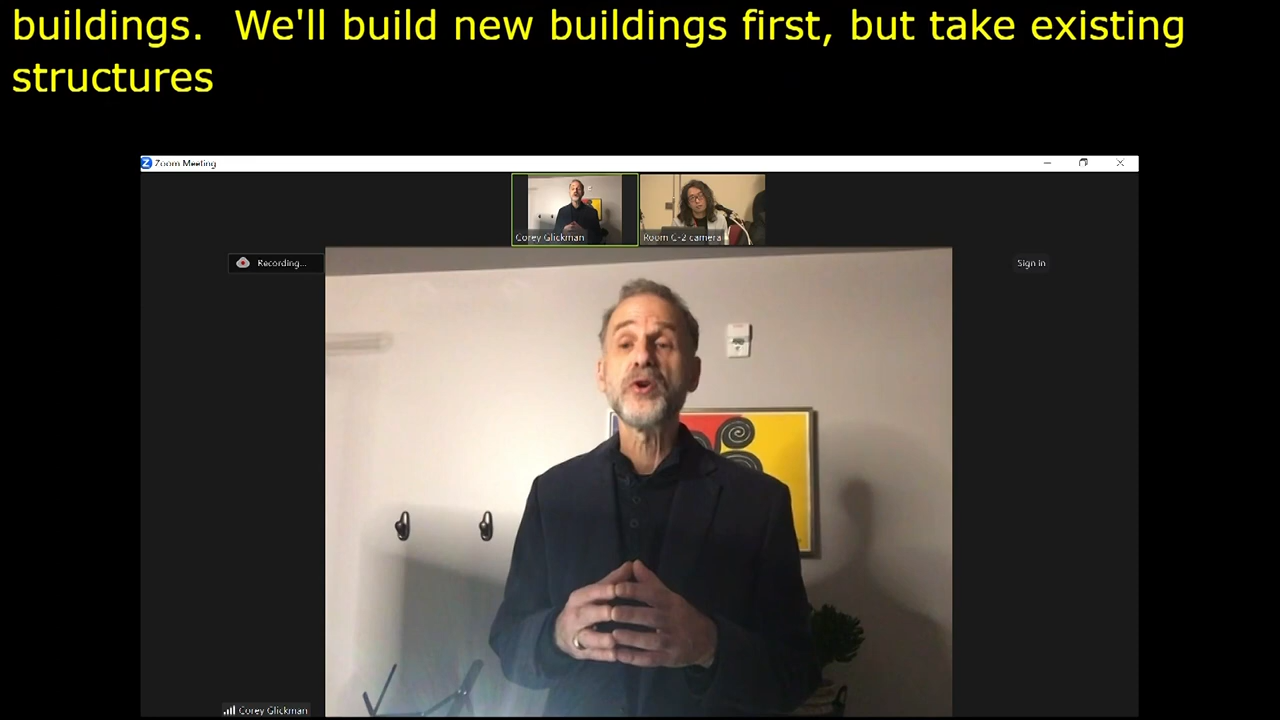 buildings.  We'll build new buildings first, but take existing
structures
Zoom Meeting
Corey Glickman
Room C-2 camera
Recording...
Sign in
Corey Glickman